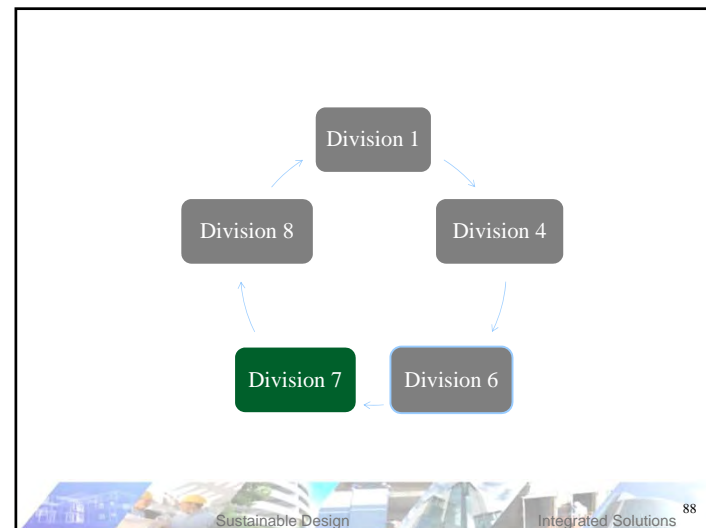 Division 1
Division 8
Division 4
Division 7
Division 6
Sustainable Design
Integrated Solutions
88